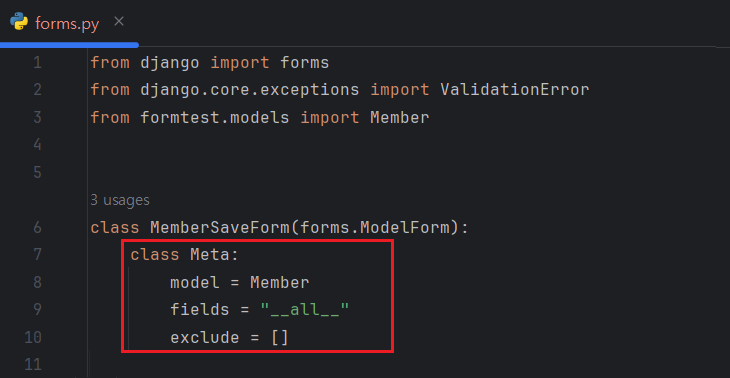 forms.py
1 from django import forms
2 from django.core.exceptions import ValidationError
3 from formtest.models import Member
4
5
3 usages
6 class MemberSaveForm(forms.ModelForm):
7     class Meta:
8         model = Member
9         fields = "__all__"
10         exclude = []
11